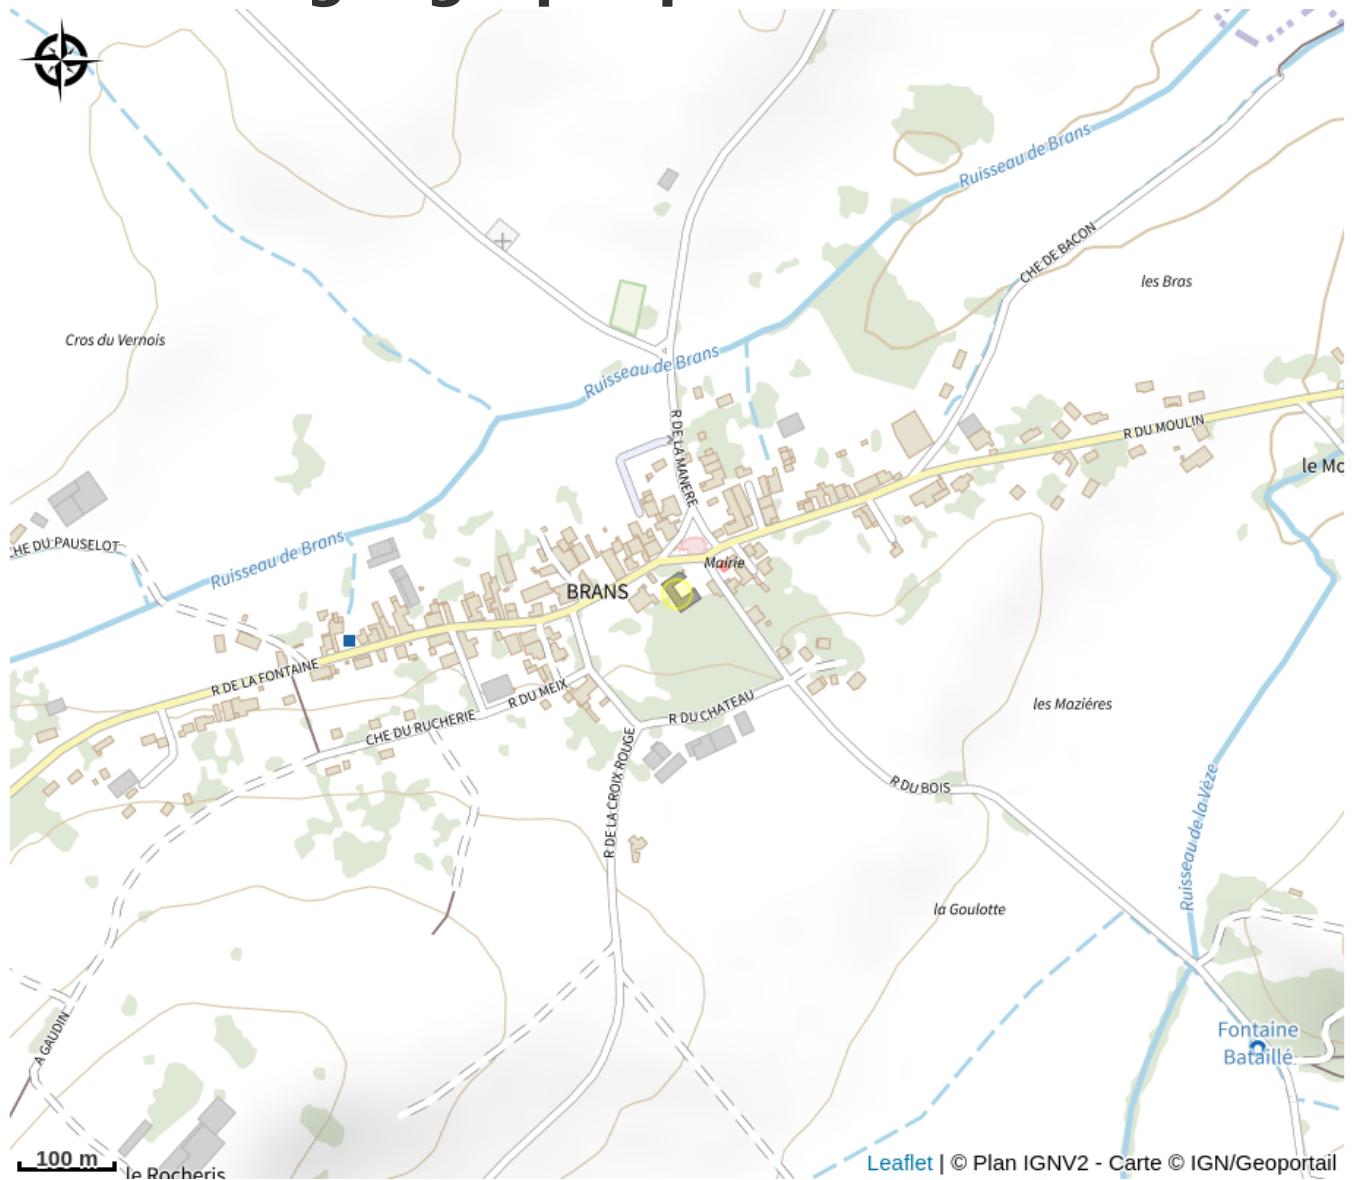 Ruisseau de Brans
CHE DE BACON
les Bras
Cros du Vernois
Ruisseau de Brans
R DE LA MANERE
R DU MOULIN
le Mo
CHE DU PAUSELOT
Ruisseau de Brans
Mairie
BRANS
R DE LA FONTAINE
R DU MEIX
R DU CHATEAU
CHE DU RUCHERIE
les Mazières
R DE LA CROIX ROUGE
R DU BOIS
Ruisseau de la Vèze
la Goulotte
A GAUDIN
Fontaine
Bataillé
100 m
le Rocheris
Leaflet | © Plan IGNV2 - Carte © IGN/Geoportail